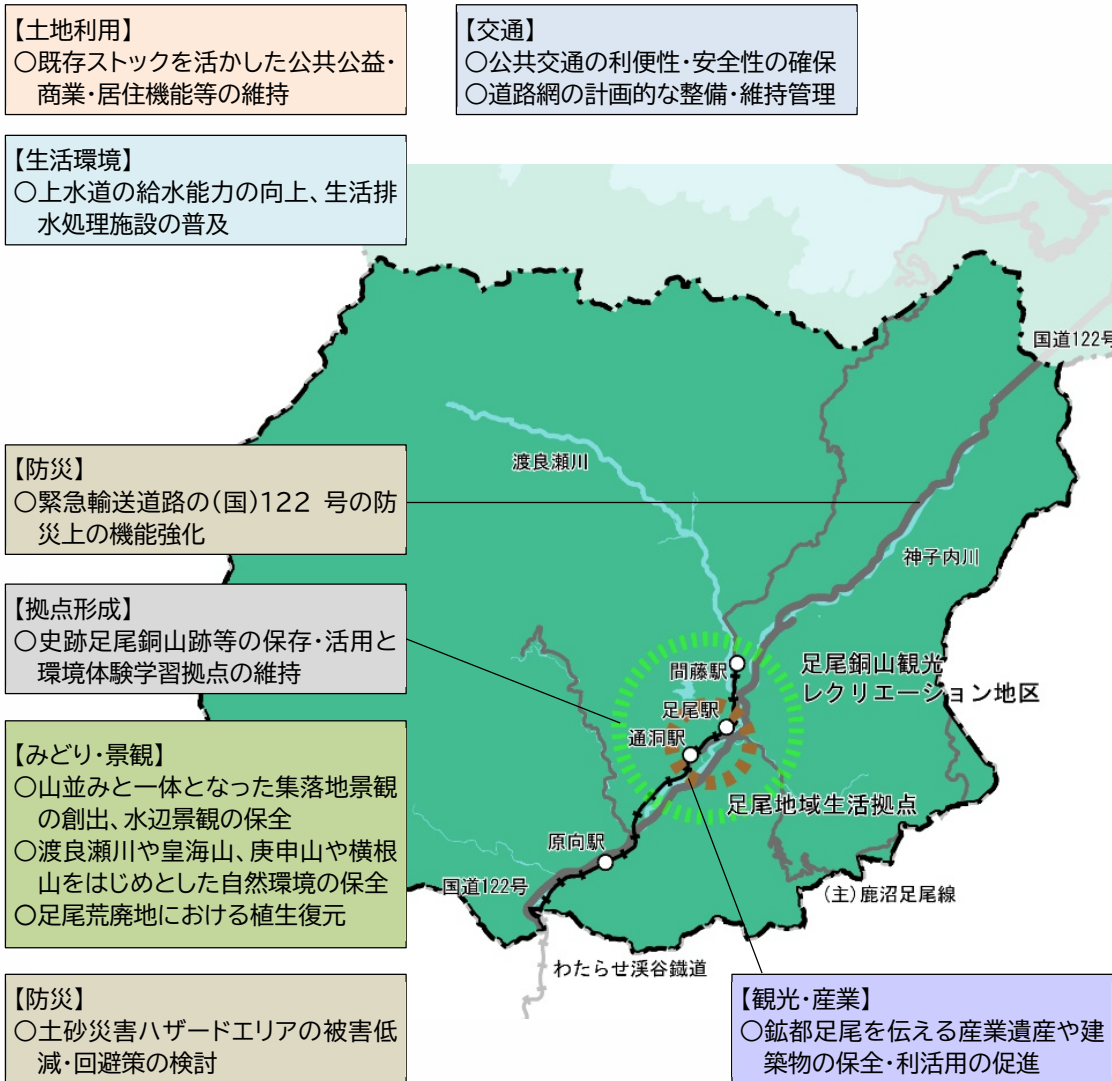 【土地利用】
○既存ストックを活かした公共公益・
商業・居住機能等の維持
【交通】
○公共交通の利便性・安全性の確保
○道路網の計画的な整備・維持管理
【生活環境】
○上水道の給水能力の向上、生活排
水処理施設の普及
国道122号
渡良瀬川
【防災】
○緊急輸送道路の(国)122 号の防
災上の機能強化
神子内川
【拠点形成】
○史跡足尾銅山跡等の保存・活用と
環境体験学習拠点の維持
間藤駅
足尾銅山観光
レクリエーション地区
足尾駅
通洞駅
【みどり・景観】
○山並みと一体となった集落地景観
の創出、水辺景観の保全
○渡良瀬川や皇海山、庚申山や横根
山をはじめとした自然環境の保全
○足尾荒廃地における植生復元
足尾地域生活拠点
原向駅
国道122号
(主)鹿沼足尾線
わたらせ渓谷鐵道
【防災】
○土砂災害ハザードエリアの被害低
減・回避策の検討
【観光・産業】
○鉱都足尾を伝える産業遺産や建
築物の保全・利活用の促進